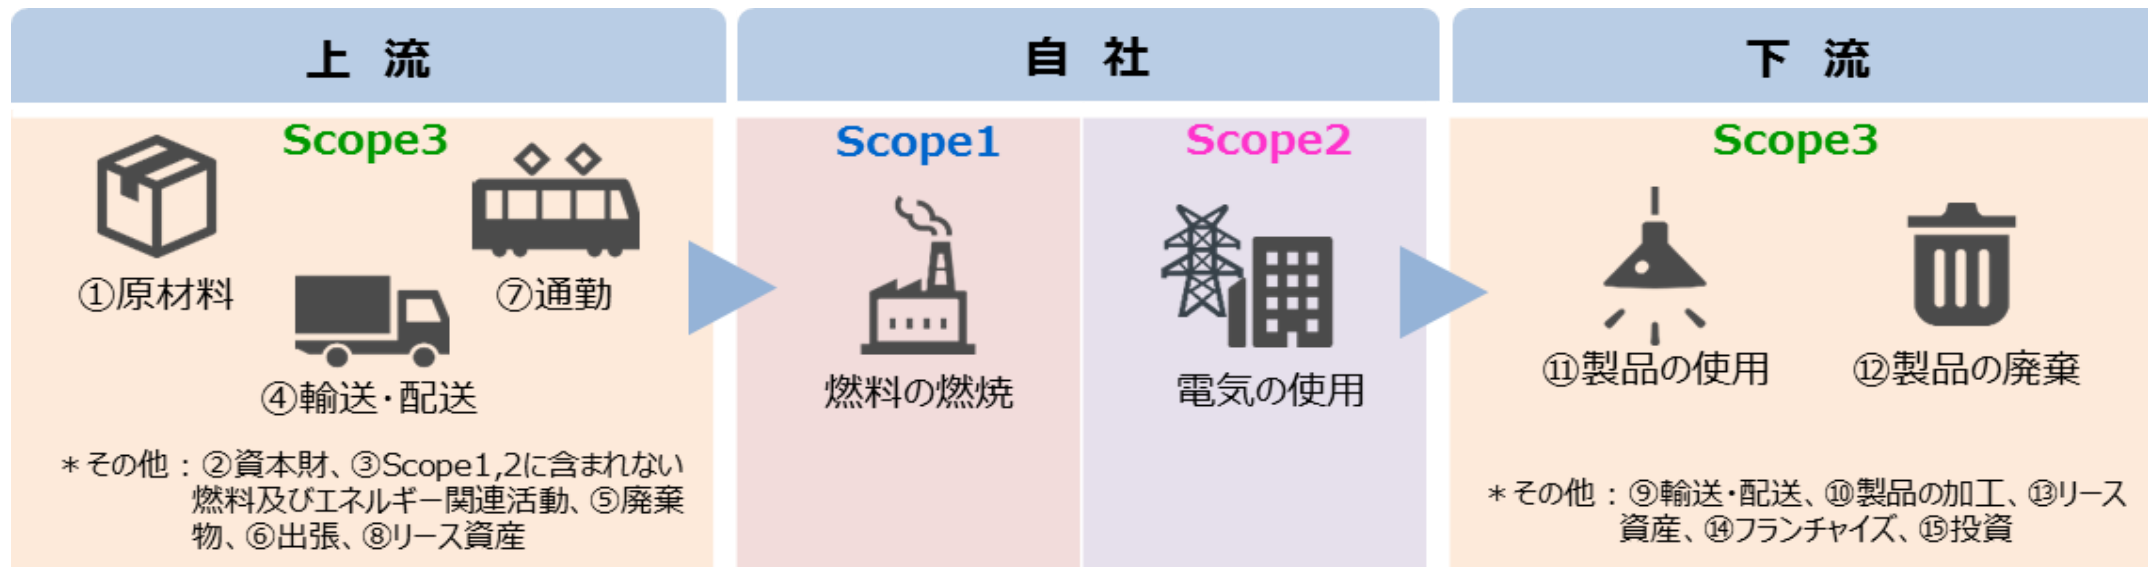 上 流
Scope3
①原材料
⑦通勤
④輸送・配送
＊その他：②資本財、③Scope1,2に含まれない
燃料及びエネルギー関連活動、⑤廃棄
物、⑥出張、⑧リース資産
自 社
Scope1
燃料の燃焼
Scope2
電気の使用
下 流
Scope3
⑪製品の使用
⑫製品の廃棄
＊その他：⑨輸送・配送、⑩製品の加工、⑬リース
資産、⑭フランチャイズ、⑮投資